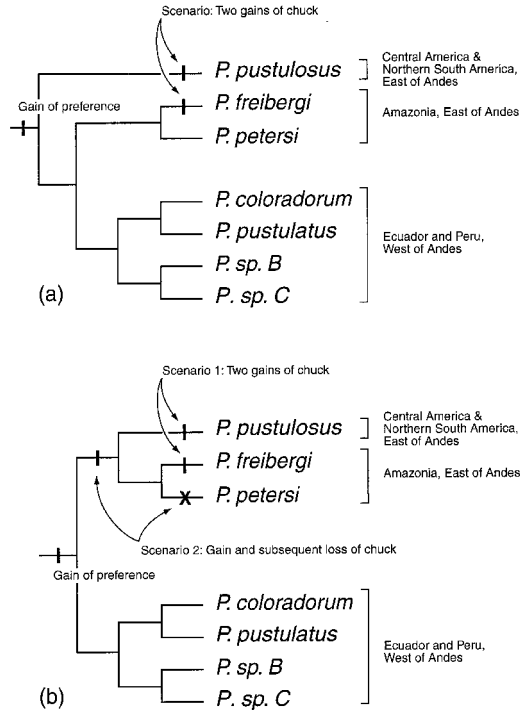 Scenario: Two gains of chuck
P. pustulosus
Central America &
Northern South America,
East of Andes
Gain of preference
P. freibergi
Amazonia, East of Andes
P. petersi
P. coloradorum
P. pustulatus
Ecuador and Peru,
West of Andes
P. sp. B
P. sp. C
(a)
Scenario 1: Two gains of chuck
P. pustulosus
Central America &
Northern South America,
East of Andes
P. freibergi
Amazonia, East of Andes
P. petersi
Scenario 2: Gain and subsequent loss of chuck
Gain of preference
P. coloradorum
P. pustulatus
Ecuador and Peru,
West of Andes
P. sp. B
P. sp. C
(b)